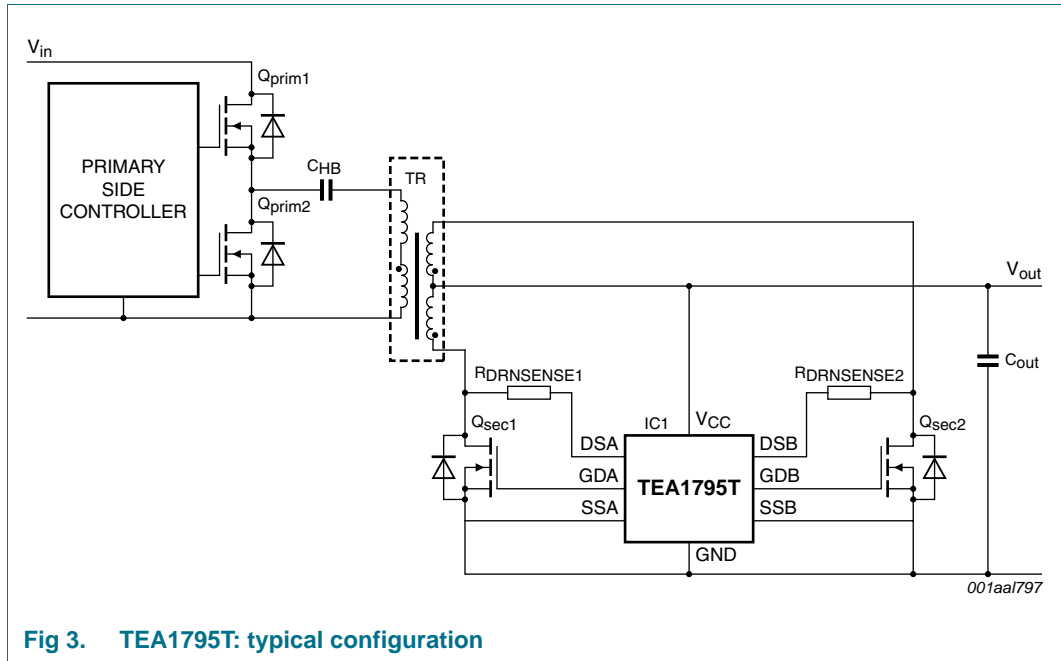 Vin
Qprim1
PRIMARY
SIDE
CONTROLLER
CHB
TR
Qprim2
Vout
Cout
RDRNSENSE1
RDRNSENSE2
Qsec1
IC1
VCC
Qsec2
DSA
DSB
GDA
TEA1795T
GDB
SSA
SSB
GND
001aal797
Fig 3. TEA1795T: typical configuration